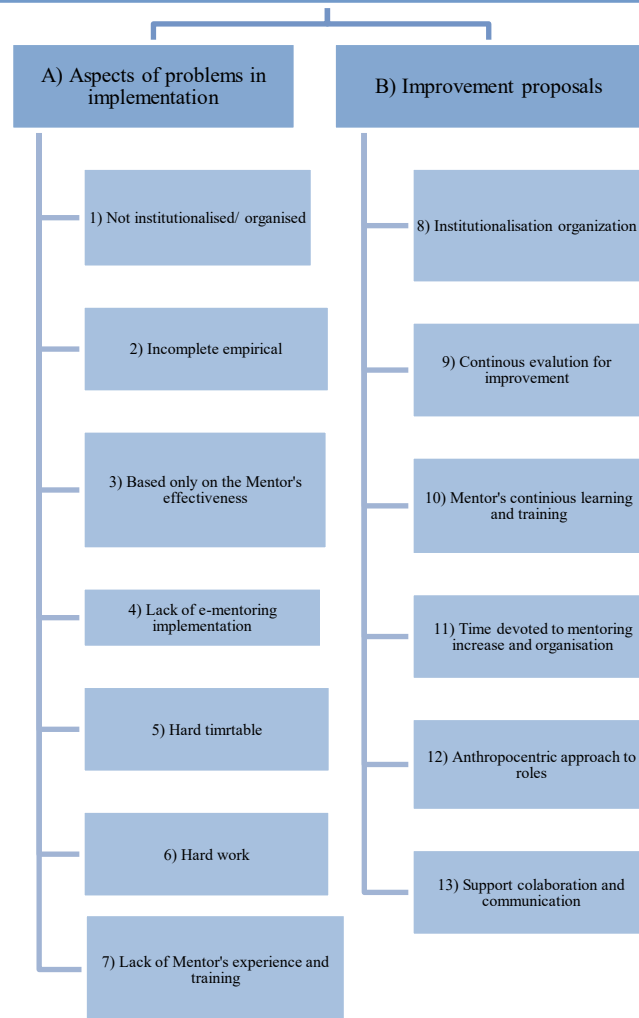 A) Aspects of problems in
implementation
1) Not institutionalised/ organised
2) Incomplete empirical
3) Based only on the Mentor's
effectiveness
4) Lack of e-mentoring
implementation
5) Hard timrtable
6) Hard work
7) Lack of Mentor's experience and
training
B) Improvement proposals
8) Institutionalisation organization
9) Continous evalution for
improvement
10) Mentor's continious learning
and training
11) Time devoted to mentoring
increase and organisation
12) Anthropocentric approach to
roles
13) Support colaboration and
communication